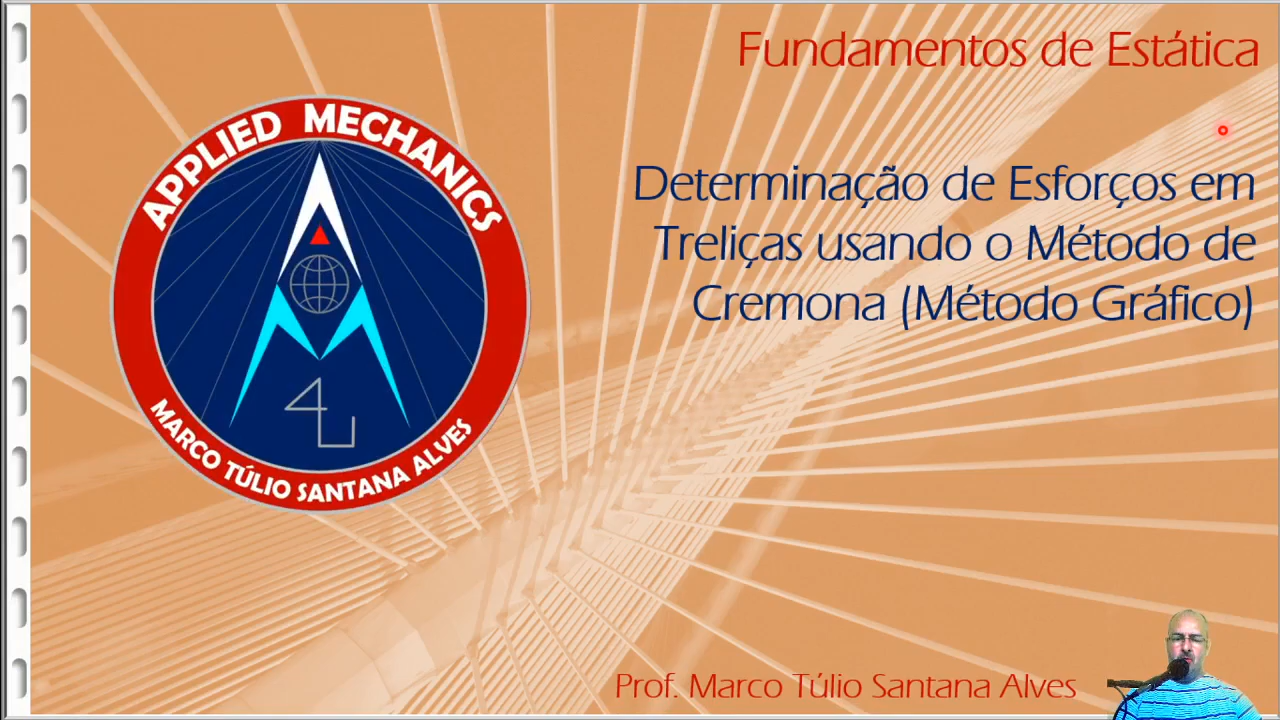 Fundamentos de Estática
APPLIED MECHANICS
Determinação de Esforços em
Treliças usando o Método de
Cremona (Método Gráfico)
4U
MARCO TÚLIO SANTANA ALVES
Prof. Marco Túlio Santana Alves